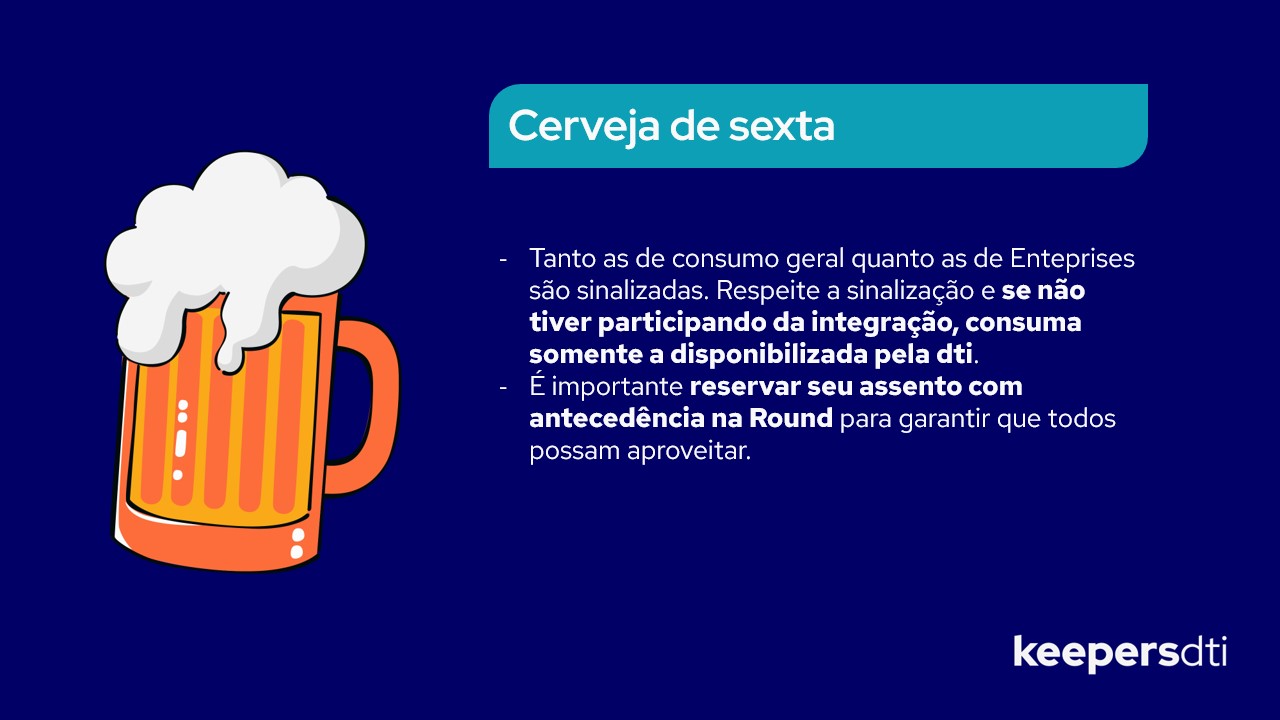 Cerveja de sexta
- Tanto as de consumo geral quanto as de Enteprises
são sinalizadas. Respeite a sinalização e se não
tiver participando da integração, consuma
somente a disponibilizada pela dti.
- É importante reservar seu assento com
antecedência na Round para garantir que todos
possam aproveitar.
keepersdti